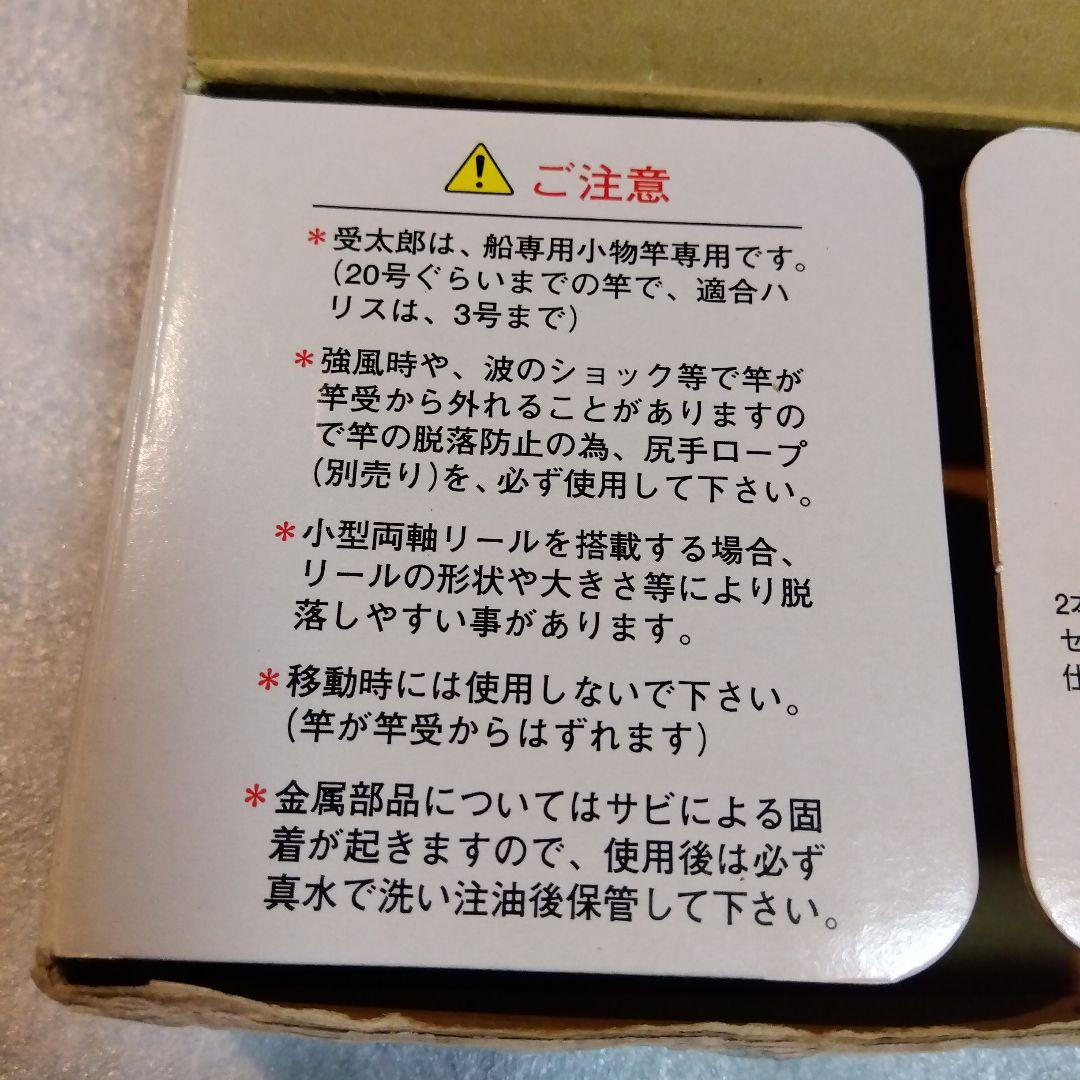 ご注意
*受太郎は、船専用小物竿専用です。
(20号ぐらいまでの竿で、適合ハ
リスは、3号まで)
*強風時や、波のショック等で竿が
竿受から外れることがありますの
で竿の脱落防止の為、尻手ロープ
(別売り)を、必ず使用して下さい。
*小型両軸リールを搭載する場合、
リールの形状や大きさ等により脱
落しやすい事があります。
*移動時には使用しないで下さい。
(竿が竿受からはずれます)
*金属部品についてはサビによる固
着が起きますので、使用後は必ず
真水で洗い注油後保管して下さい。
2本
セ
仕